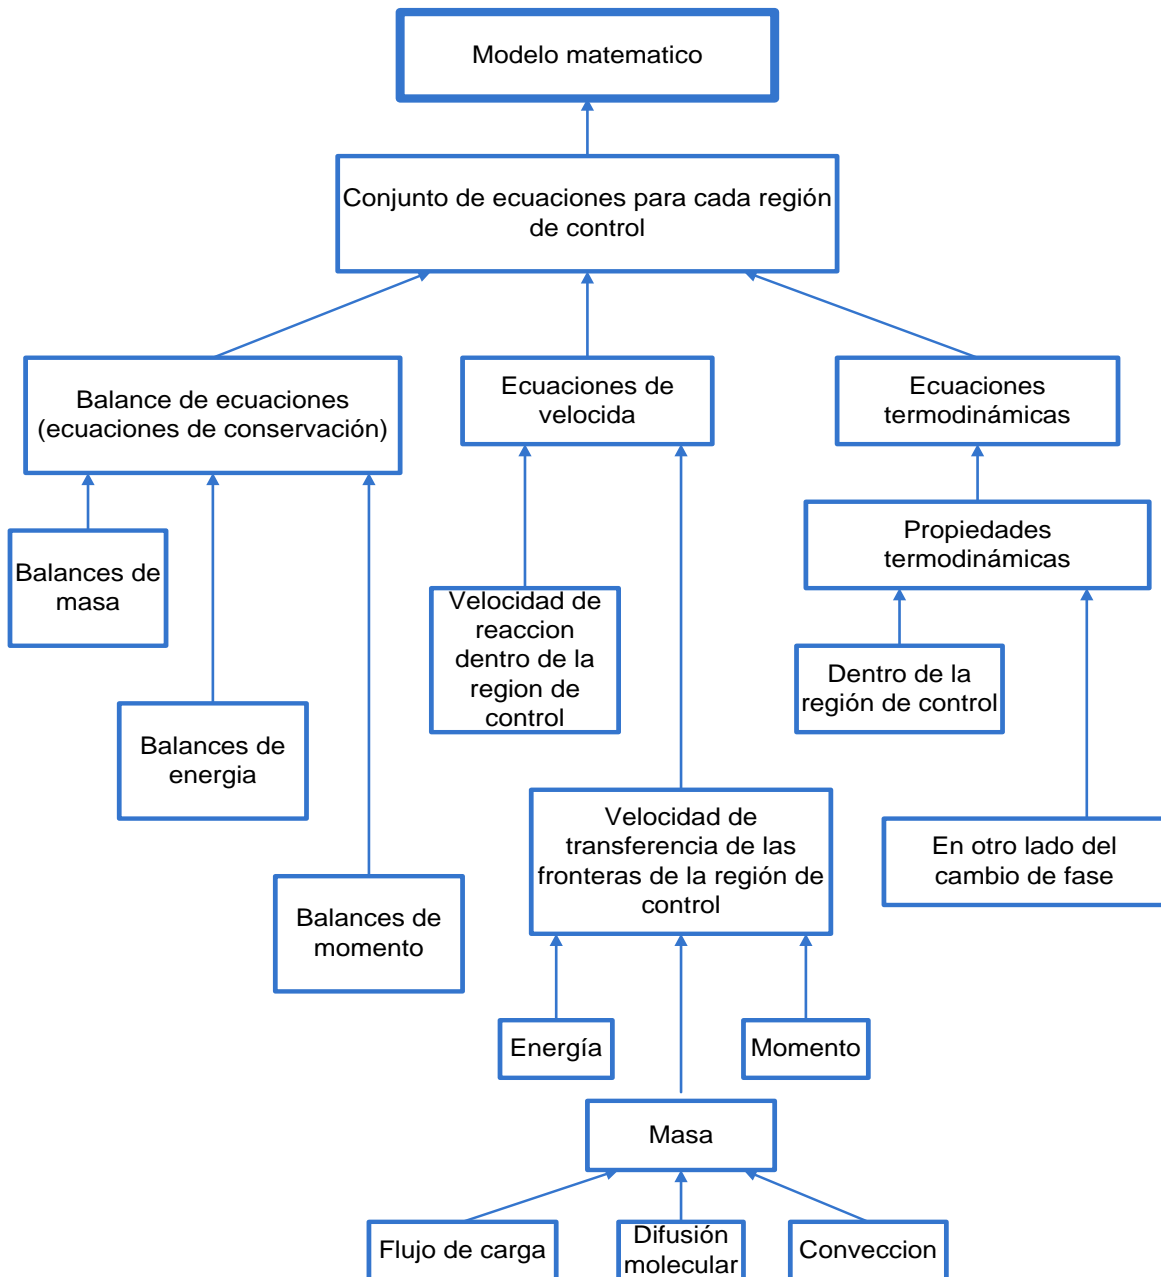 Modelo matematico
Conjunto de ecuaciones para cada región
de control
Balance de ecuaciones
(ecuaciones de conservación)
Ecuaciones de
velocida
Ecuaciones
termodinámicas
Balances de
masa
Propiedades
termodinámicas
Velocidad de
reaccion
dentro de la
region de
control
Dentro de la
región de control
Balances de
energia
Velocidad de
transferencia de las
fronteras de la región de
control
En otro lado del
cambio de fase
Balances de
momento
Energía
Momento
Masa
Flujo de carga
Difusión
molecular
Conveccion